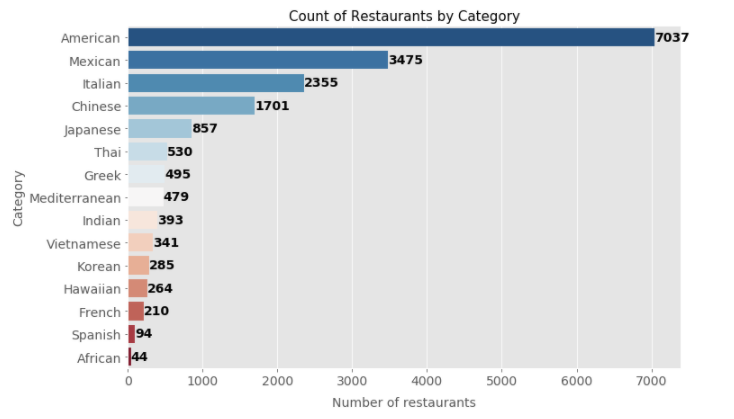 Count of Restaurants by Category
American 7037
Mexican 3475
Italian 2355
Chinese 1701
Japanese 857
Thai 530
Greek 495
Mediterranean 479
Indian 393
Vietnamese 341
Korean 285
Hawaiian 264
French 210
Spanish 94
African 44
Category
0 1000 2000 3000 4000 5000 6000 7000
Number of restaurants